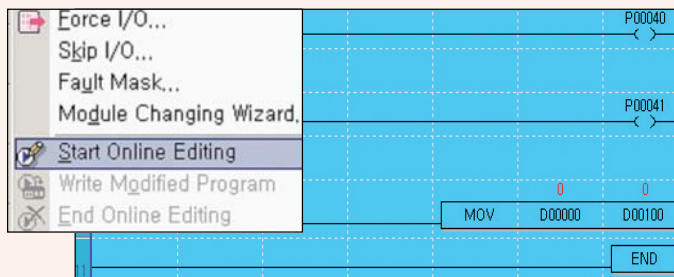 Force I/O...
Skip I/O...
Fault Mask...
Module Changing Wizard.
Start Online Editing
Write Modified Program
End Online Editing
P00040
P00041
0 0
MOV D00000 D00100
END
11